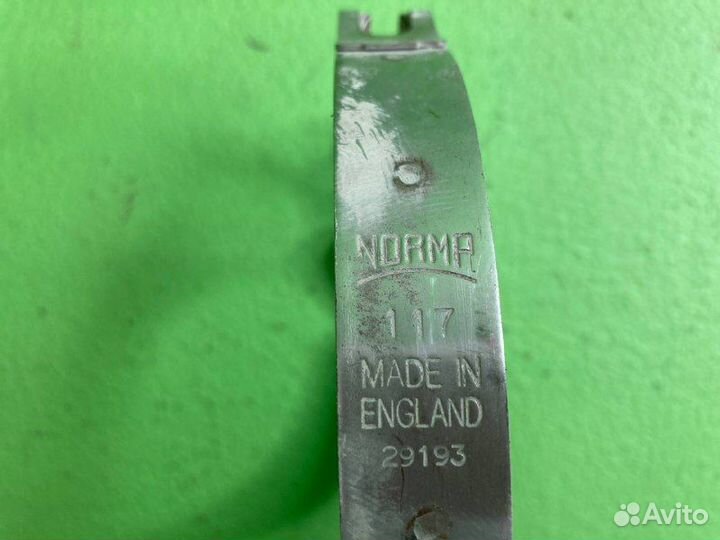 NORMA
117
MADE IN
ENGLAND
29193
Avito